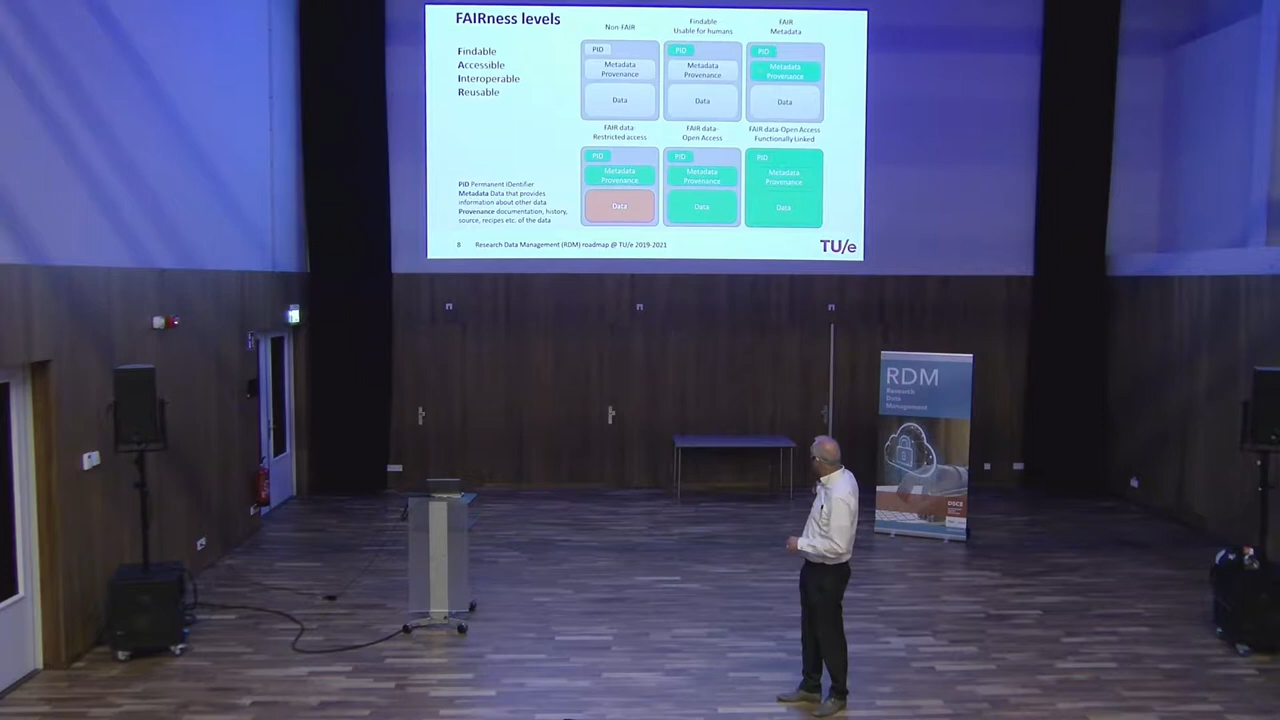 FAIRness levels
Findable
Accessible
Interoperable
Reusable
PID Permanent IDentifier
Metadata Data that provides
information about other data
Provenance documentation, history,
source, recipes etc. of the data
Non-FAIR
PID
Metadata
Provenance
Data
Findable
Usable for humans
PID
Metadata
Provenance
Data
FAIR
Metadata
PID
Metadata
Provenance
Data
FAIR data-
Restricted access
PID
Metadata
Provenance
Data
FAIR data-
Open Access
PID
Metadata
Provenance
Data
FAIR data-Open Access
Functionally Linked
PID
Metadata
Provenance
Data
8 Research Data Management (RDM) roadmap @ TU/e 2019-2021
TU/e
RDM
Research
Data
Management
DSCE